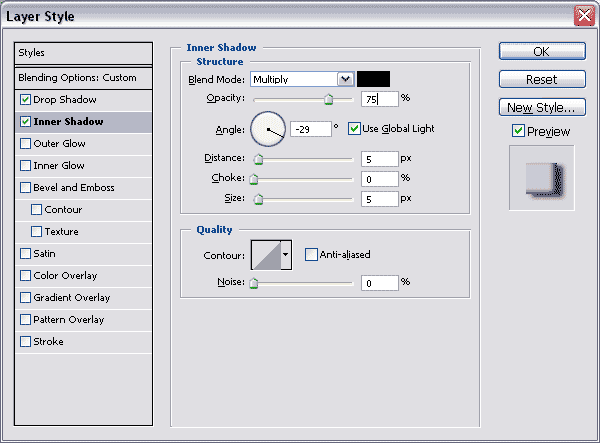 Layer Style
Styles
Blending Options: Custom
Drop Shadow
Inner Shadow
Outer Glow
Inner Glow
Bevel and Emboss
Contour
Texture
Satin
Color Overlay
Gradient Overlay
Pattern Overlay
Stroke
Inner Shadow
Structure
Blend Mode: Multiply
Opacity: 75 %
Angle: -29 ° Use Global Light
Distance: 5 px
Choke: 0 %
Size: 5 px
Quality
Contour: Anti-aliased
Noise: 0 %
OK
Reset
New Style...
Preview